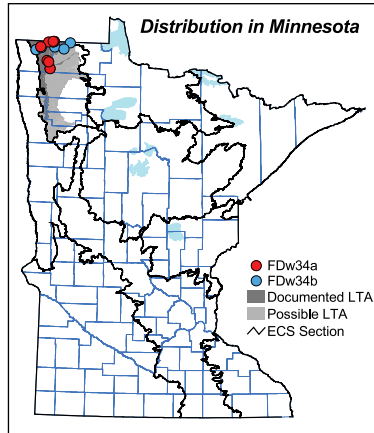 Distribution in Minnesota
FDw34a
FDw34b
Documented LTA
Possible LTA
ECS Section